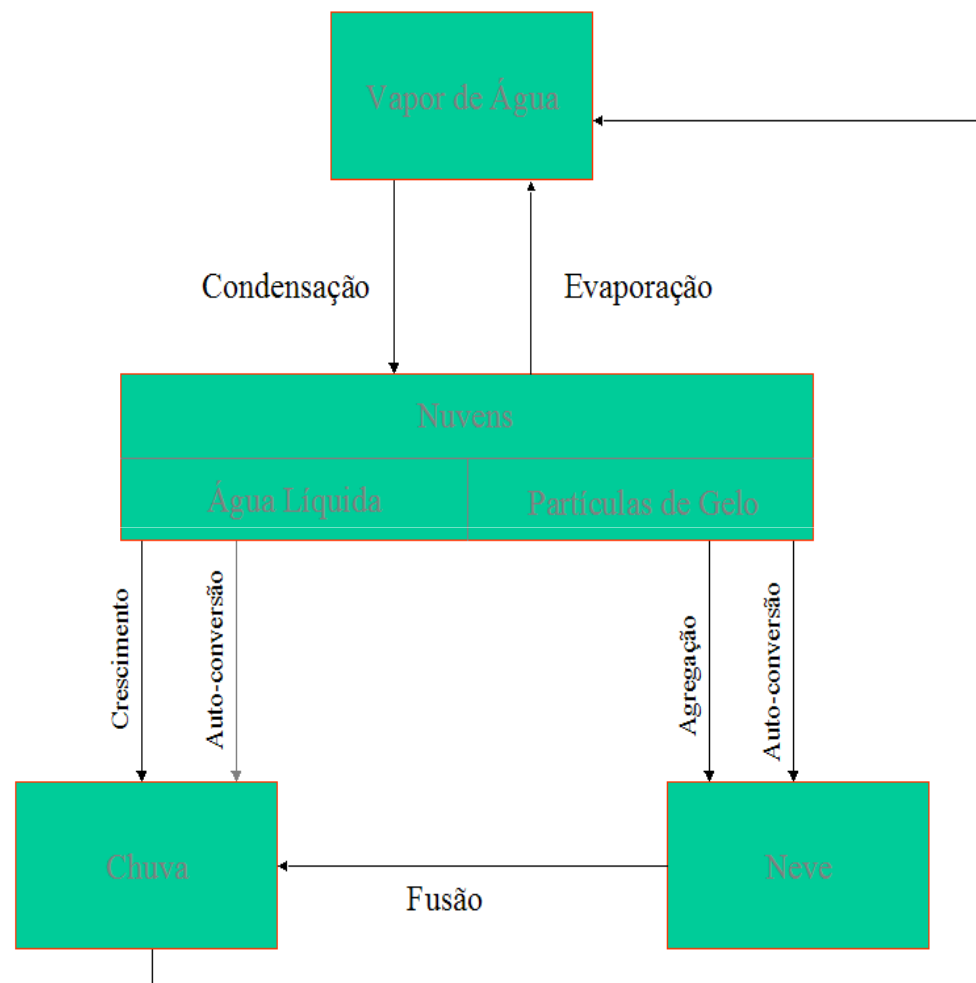 Vapor de Água
Condensação
Evaporação
Nuvens
Água Líquida
Partículas de Gelo
Crescimento
Auto-conversão
Agregação
Auto-conversão
Chuva
Neve
Fusão